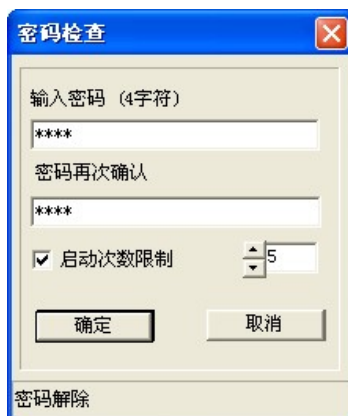 密码检查
输入密码 (4字符)
****
密码再次确认
****
启动次数限制 5
确定 取消
密码解除